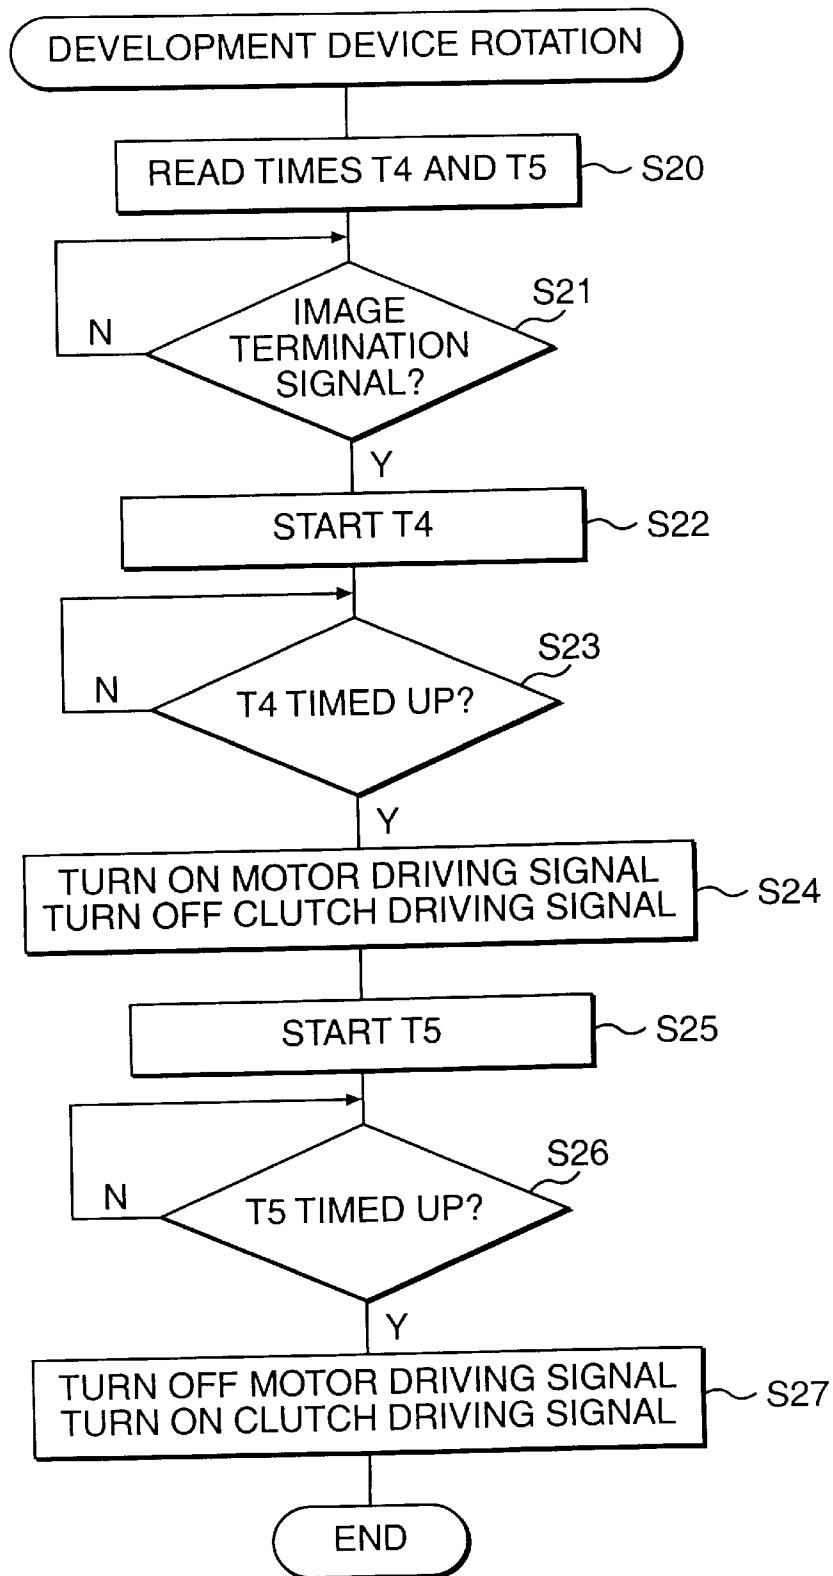 DEVELOPMENT DEVICE ROTATION
READ TIMES T4 AND T5
S20
S21
IMAGE
TERMINATION
SIGNAL?
N
Y
START T4
S22
S23
T4 TIMED UP?
N
Y
TURN ON MOTOR DRIVING SIGNAL
TURN OFF CLUTCH DRIVING SIGNAL
S24
START T5
S25
S26
T5 TIMED UP?
N
Y
TURN OFF MOTOR DRIVING SIGNAL
TURN ON CLUTCH DRIVING SIGNAL
S27
END